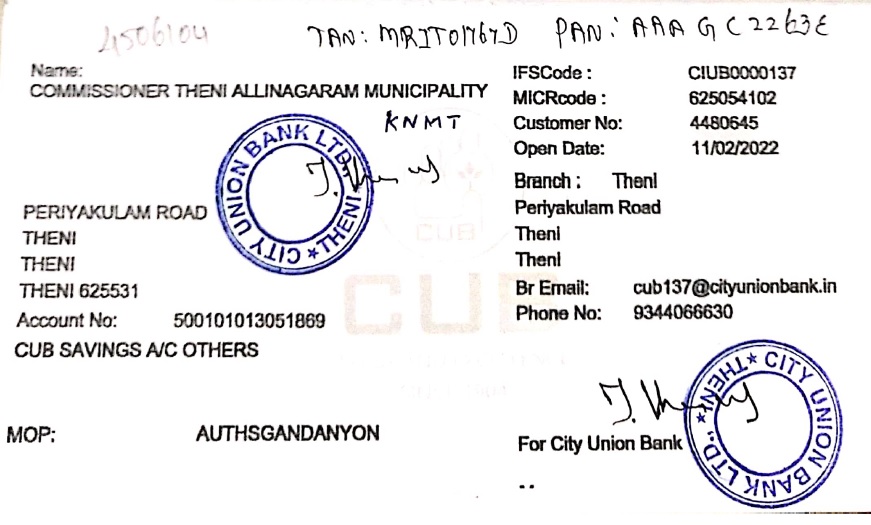 4506104
TAN: MRIT01767D PAN: AAAGC2263E
Name:
COMMISSIONER THENI ALLINAGARAM MUNICIPALITY
KNMT
CITY UNION BANK LTD., * THENI *
PERIYAKULAM ROAD
THENI
THENI
THENI 625531
Account No: 500101013051869
CUB SAVINGS A/C OTHERS
MOP: AUTHSGANDANYON
IFSCode : CIUB0000137
MICRcode : 625054102
Customer No: 4480645
Open Date: 11/02/2022
Branch : Theni
Periyakulam Road
Theni
Theni
Br Email: cub137@cityunionbank.in
Phone No: 9344066630
CUB
CUB
For City Union Bank
CITY UNION BANK LTD., * THENI *
..